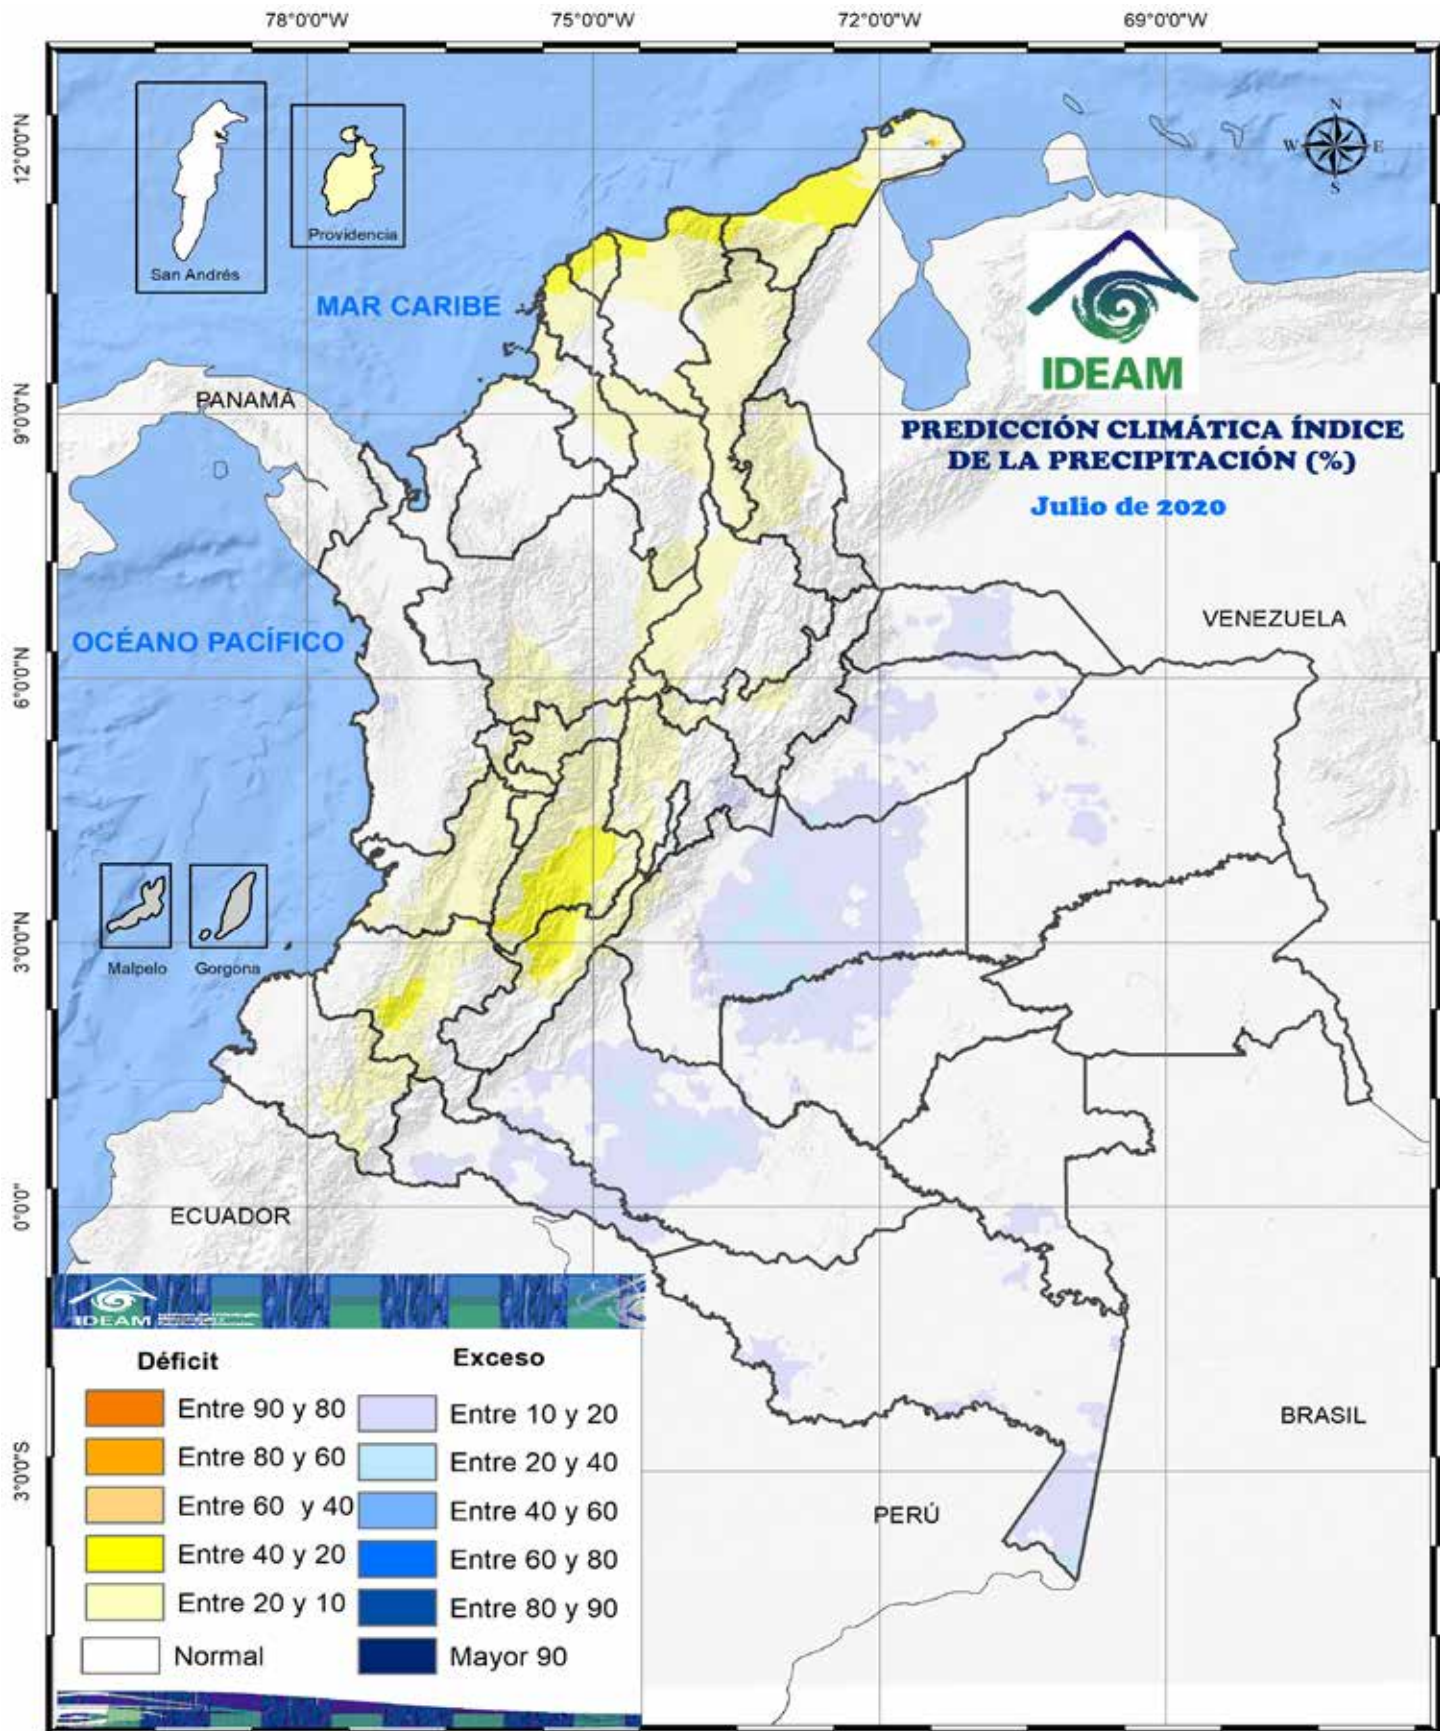 78°0'0"W
75°0'0"W
72°0'0"W
69°0'0"W
12°0'0"N
9°0'0"N
6°0'0"N
3°0'0"N
0°0'0"
3°0'0"S
N
W
E
S
San Andrés
Providencia
MAR CARIBE
IDEAM
PANAMÁ
PREDICCIÓN CLIMÁTICA ÍNDICE
DE LA PRECIPITACIÓN (%)
Julio de 2020
OCÉANO PACÍFICO
VENEZUELA
Malpelo
Gorgona
ECUADOR
BRASIL
PERÚ
IDEAM
Déficit
Entre 90 y 80
Entre 80 y 60
Entre 60 y 40
Entre 40 y 20
Entre 20 y 10
Normal
Exceso
Entre 10 y 20
Entre 20 y 40
Entre 40 y 60
Entre 60 y 80
Entre 80 y 90
Mayor 90